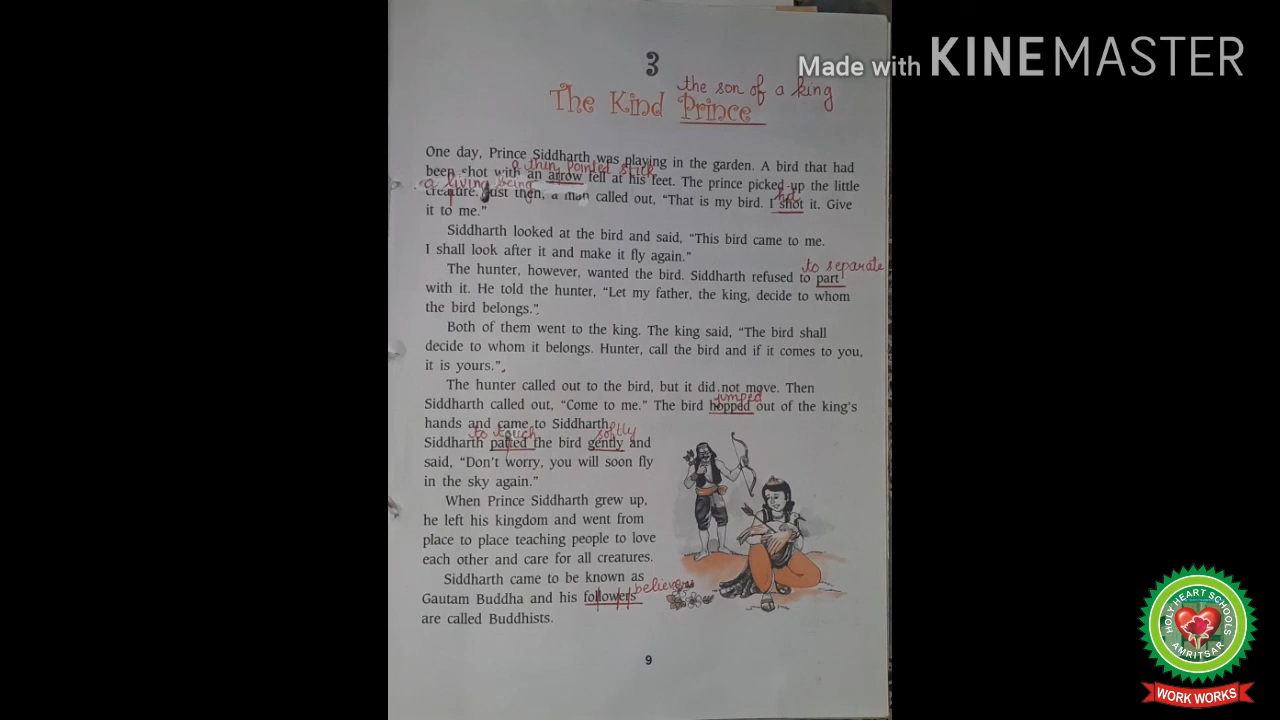 Made with KINEMASTER
3
the son of a king
The Kind Prince
One day, Prince Siddharth was playing in the garden. A bird that had
a thin pointed stick
been shot with an arrow fell at his feet. The prince picked up the little
a living being
hit
creature. Just then, a man called out, “That is my bird. I shot it. Give
it to me.”
Siddharth looked at the bird and said, “This bird came to me.
I shall look after it and make it fly again.”
to separate
The hunter, however, wanted the bird. Siddharth refused to part
with it. He told the hunter, “Let my father, the king, decide to whom
the bird belongs.”
Both of them went to the king. The king said, “The bird shall
decide to whom it belongs. Hunter, call the bird and if it comes to you,
it is yours.”
The hunter called out to the bird, but it did not move. Then
jumped
Siddharth called out, “Come to me.” The bird hopped out of the king's
hands and came to Siddharth.
to touch softly
Siddharth patted the bird gently and
said, “Don't worry, you will soon fly
in the sky again.”
When Prince Siddharth grew up,
he left his kingdom and went from
place to place teaching people to love
each other and care for all creatures.
Siddharth came to be known as
believers
Gautam Buddha and his followers
are called Buddhists.
9
HOLY HEART SCHOOLS
AMRITSAR
WORK WORKS